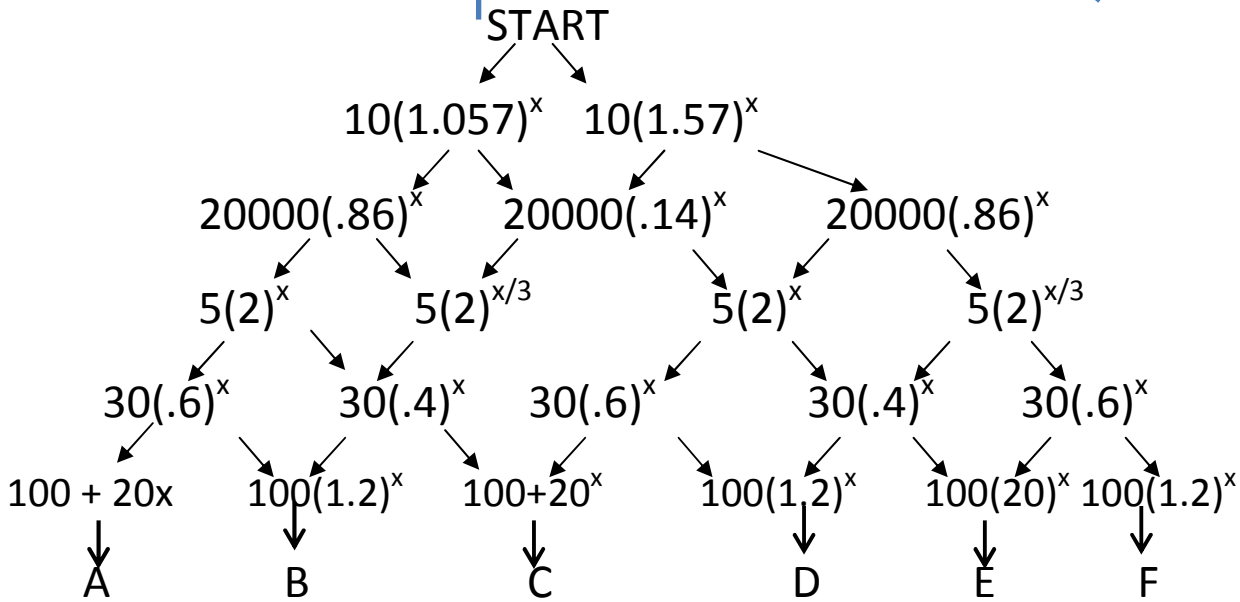 START
10(1.057)ˣ 10(1.57)ˣ
20000(.86)ˣ 20000(.14)ˣ 20000(.86)ˣ
5(2)ˣ 5(2)ˣ/³ 5(2)ˣ 5(2)ˣ/³
30(.6)ˣ 30(.4)ˣ 30(.6)ˣ 30(.4)ˣ 30(.6)ˣ
100 + 20x 100(1.2)ˣ 100+20ˣ 100(1.2)ˣ 100(20)ˣ 100(1.2)ˣ
A B C D E F